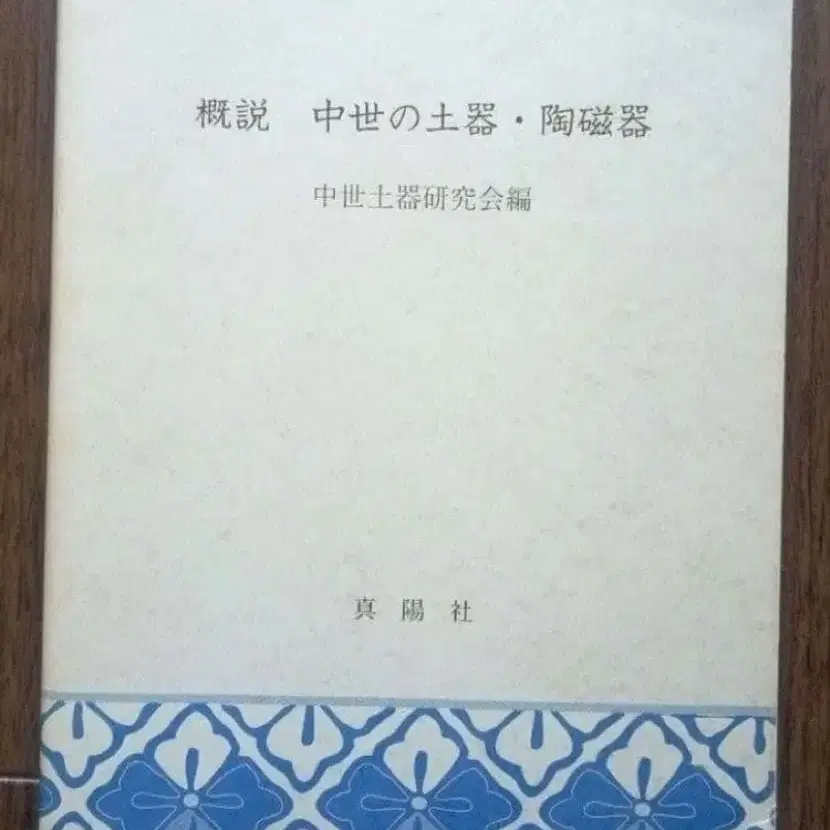 概説　中世の土器・陶磁器
中世土器研究会編
真陽社